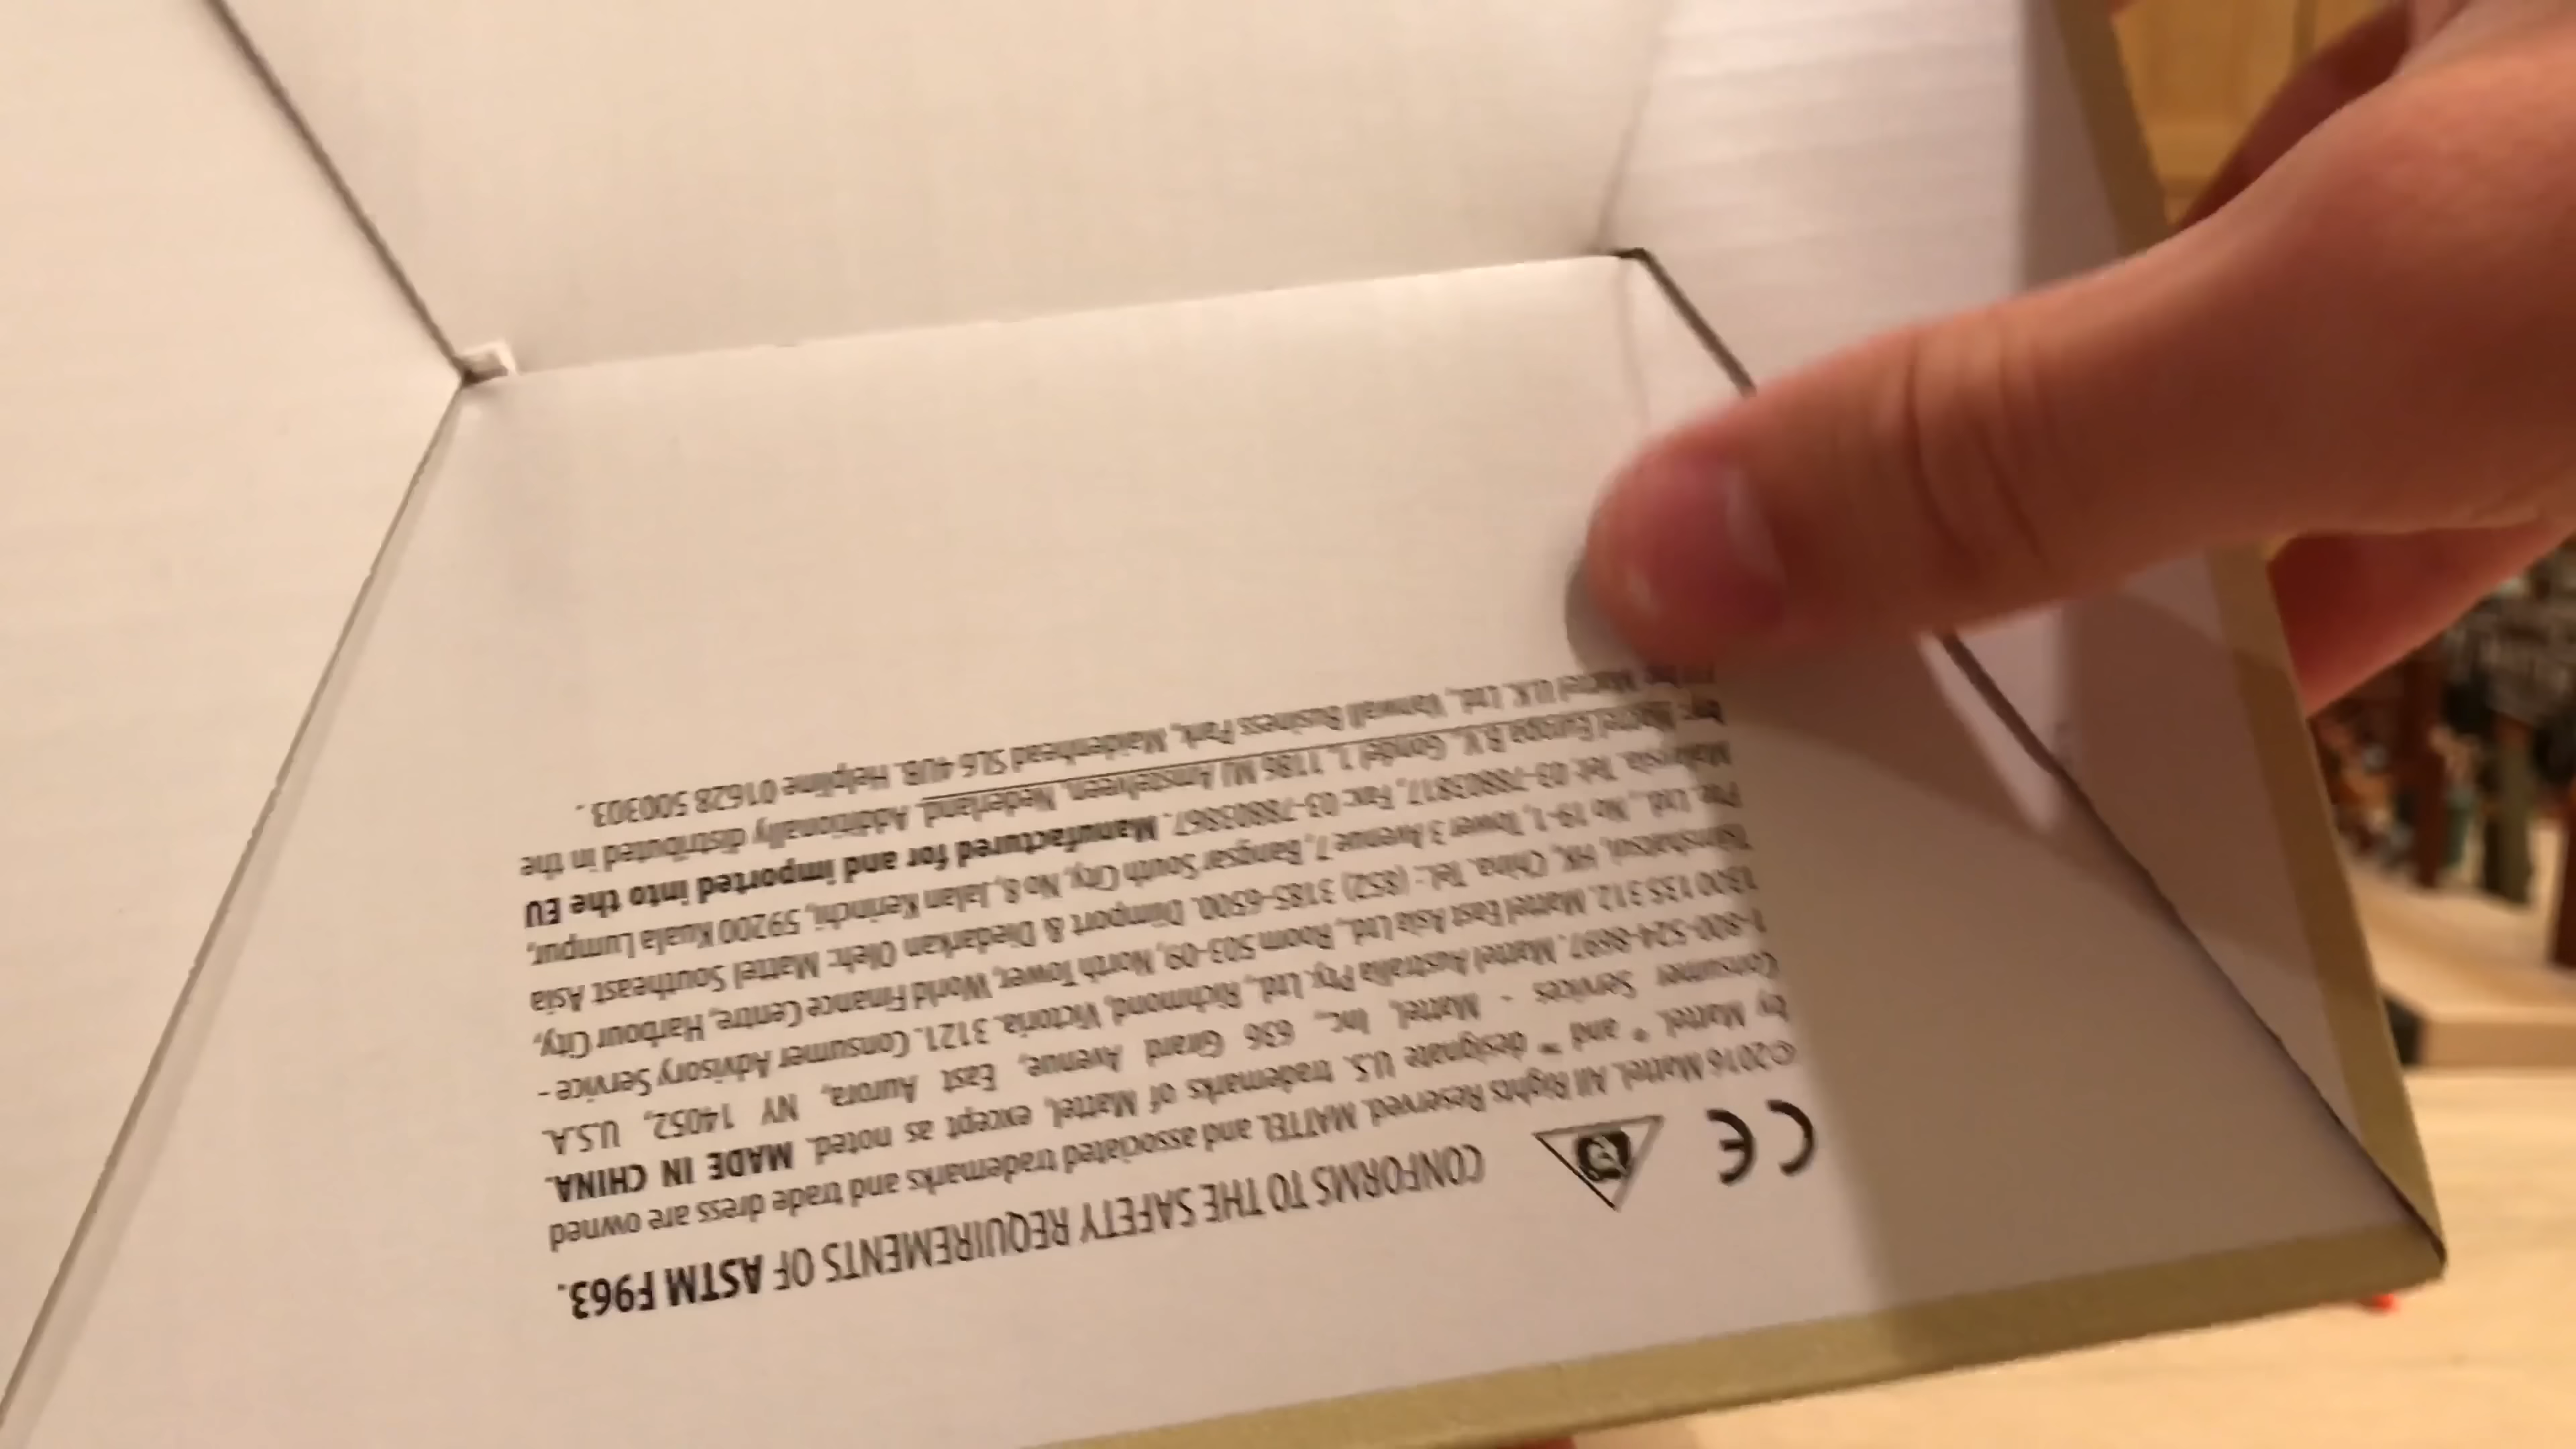 CE
CONFORMS TO THE SAFETY REQUIREMENTS OF ASTM F963.
©2016 Mattel. All Rights Reserved. MATTEL and associated trademarks and trade dress are owned
by Mattel. ® and ™ designate U.S. trademarks of Mattel, except as noted. MADE IN CHINA.
Consumer Services - Mattel, Inc., 636 Girard Avenue, East Aurora, NY 14052, U.S.A.
1-800-524-8697. Mattel Australia Pty. Ltd., Richmond, Victoria. 3121. Consumer Advisory Service -
1300 135 312. Mattel East Asia Ltd., Room 503-09, North Tower, World Finance Centre, Harbour City,
Tsimshatsui, HK, China. Tel.: (852) 3185-6500. Diimport & Diedarkan Oleh: Mattel Southeast Asia
Pte. Ltd., No 19-1, Tower 3 Avenue 7, Bangsar South City, No 8, Jalan Kerinchi, 59200 Kuala Lumpur,
Malaysia. Tel: 03-78803817, Fax: 03-78803867. Manufactured for and imported into the EU
by: Mattel Europa B.V., Gondel 1, 1186 MJ Amstelveen, Nederland. Additionally distributed in the
by Mattel U.K. Ltd., Vanwall Business Park, Maidenhead SL6 4UB. Helpline 01628 500303.